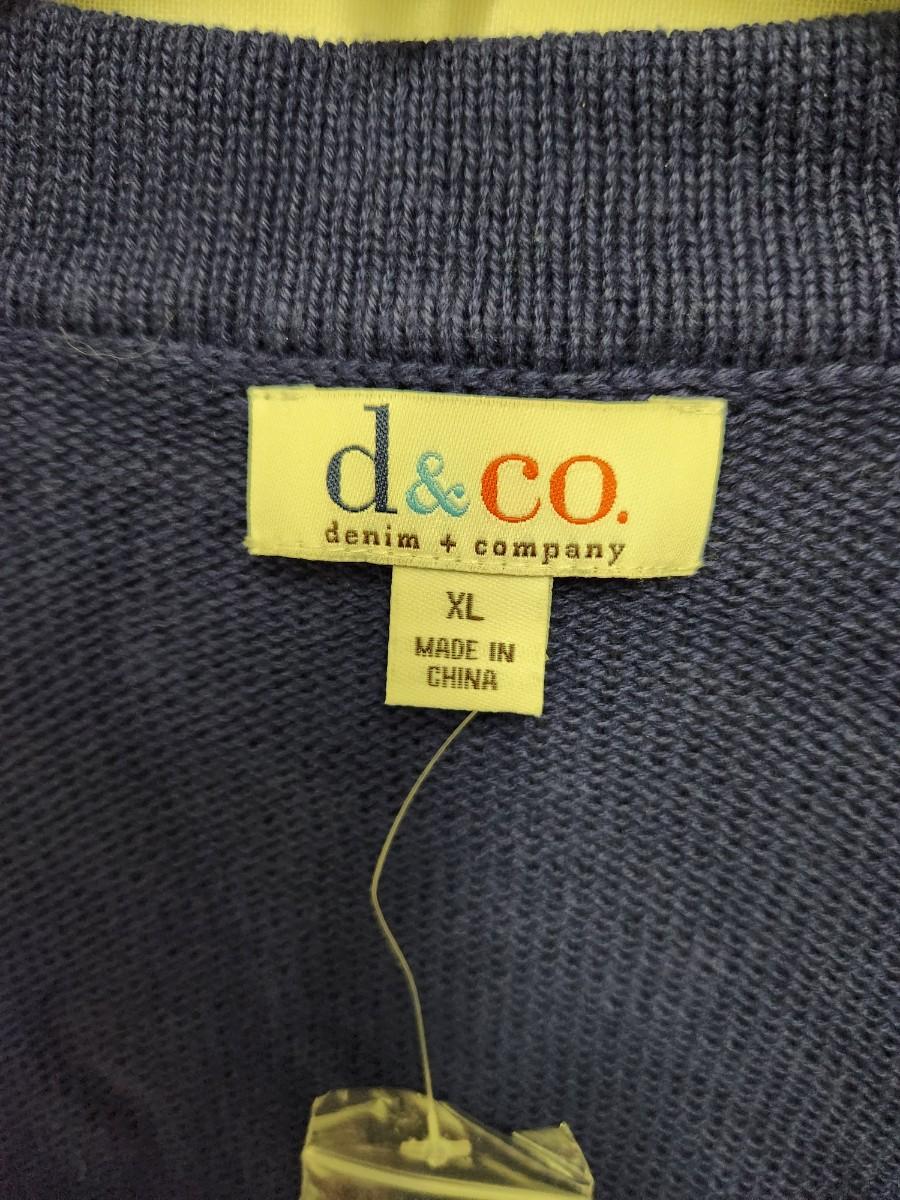 d&co.
denim + company
XL
MADE IN
CHINA